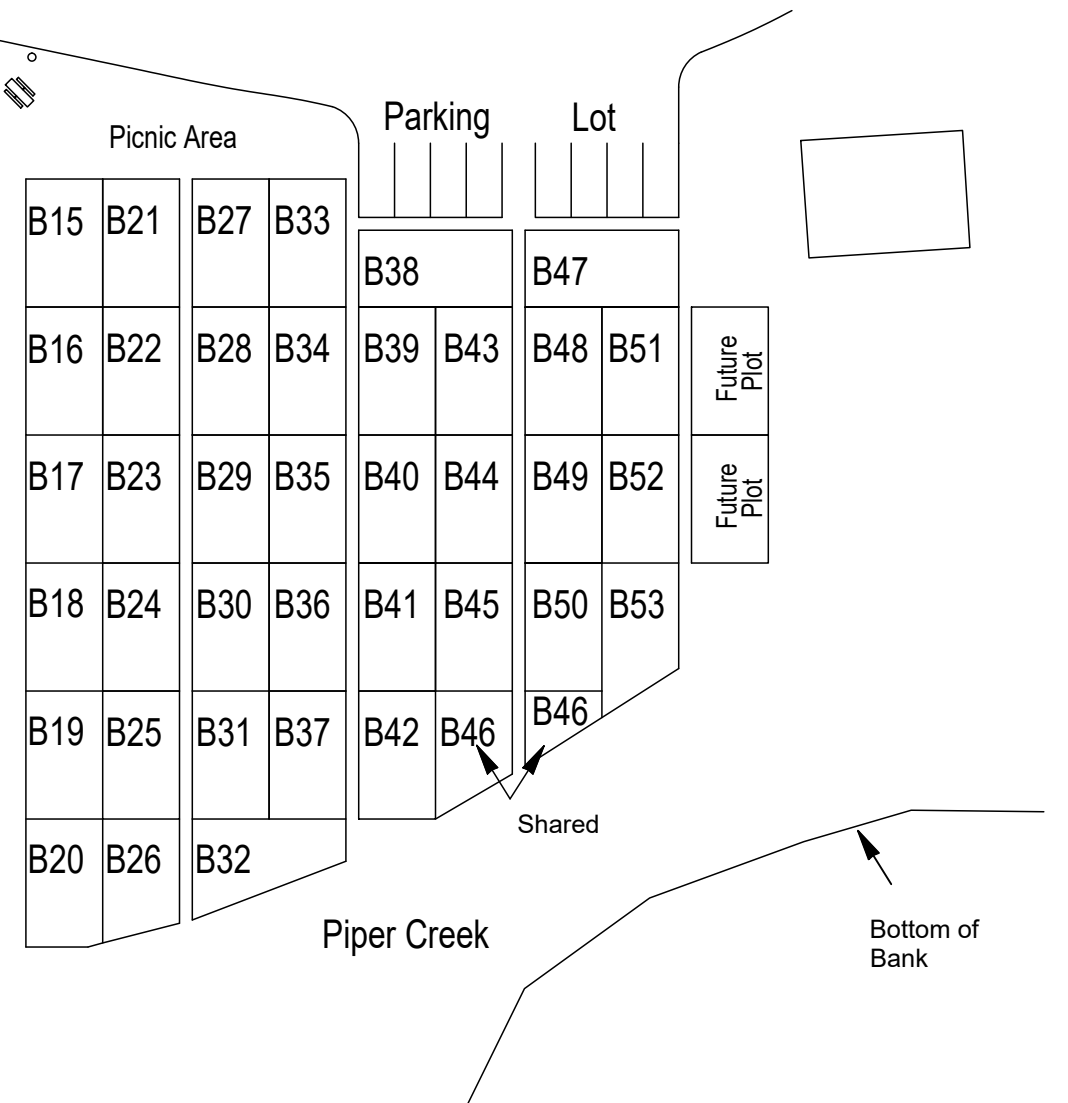 Parking Lot
Picnic Area
B15 B21 B27 B33
B38 B47
B16 B22 B28 B34 B39 B43 B48 B51
Future
Plot
B17 B23 B29 B35 B40 B44 B49 B52
Future
Plot
B18 B24 B30 B36 B41 B45 B50 B53
B46
B19 B25 B31 B37 B42 B46
Shared
B20 B26 B32
Piper Creek
Bottom of
Bank